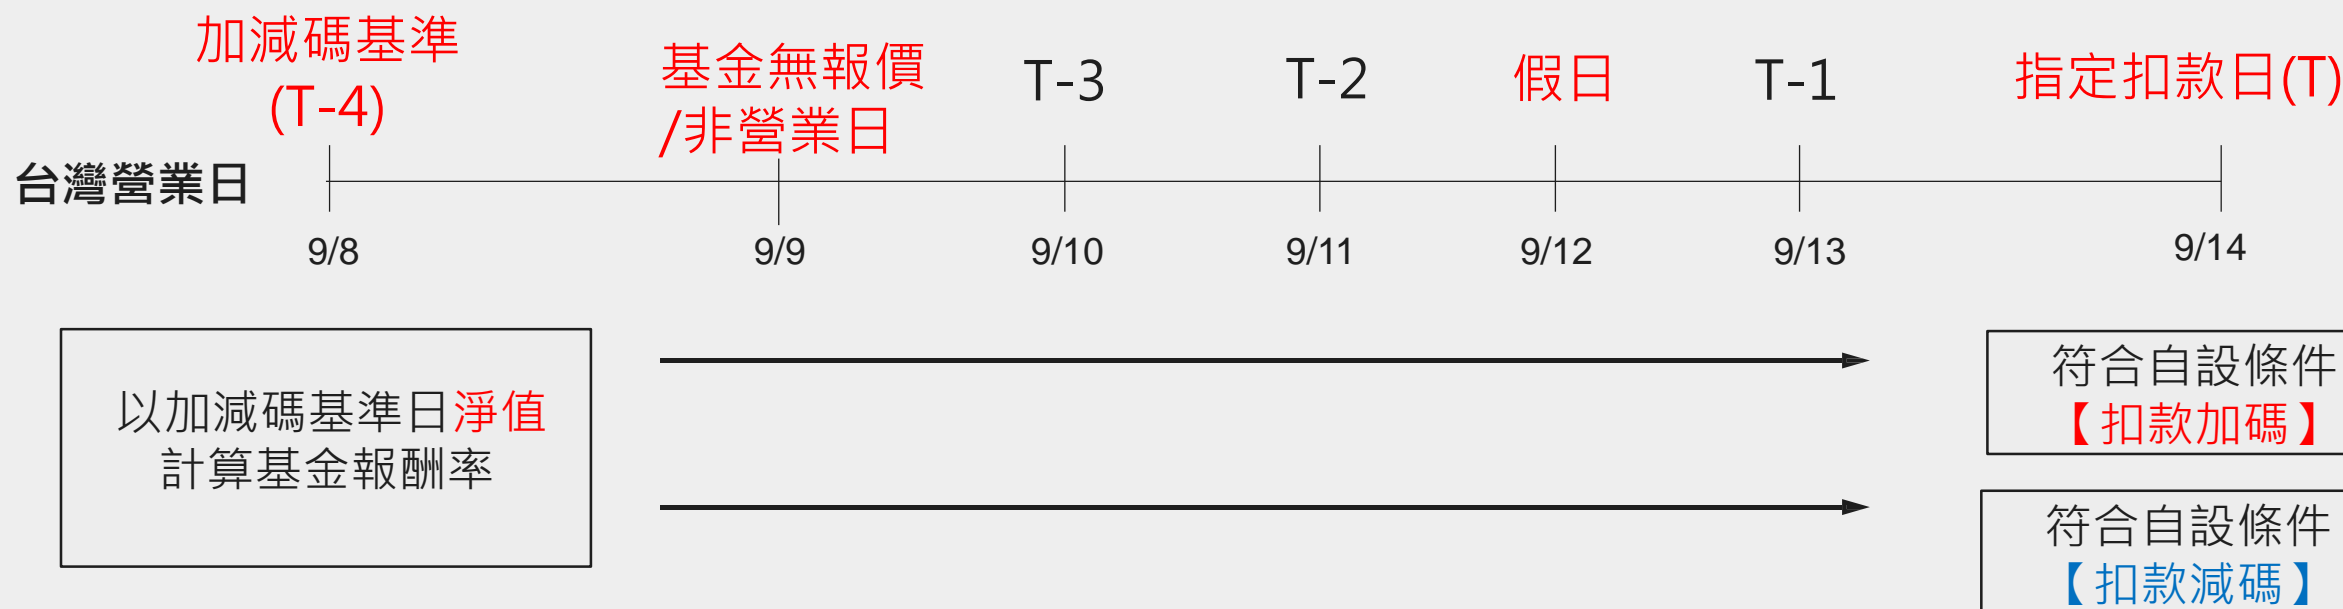 加減碼基準
(T-4)
基金無報價
/非營業日
T-3
T-2
假日
T-1
指定扣款日(T)
台灣營業日
9/8
9/9
9/10
9/11
9/12
9/13
9/14
以加減碼基準日淨值
計算基金報酬率
符合自設條件
【扣款加碼】
符合自設條件
【扣款減碼】